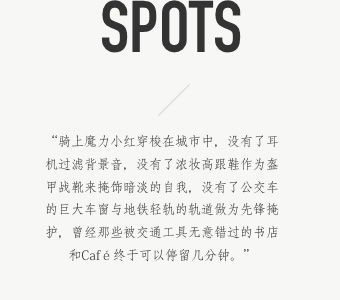 SPOTS
“骑上魔力小红穿梭在城市中，没有了耳
机过滤背景音，没有了浓妆高跟鞋作为盔
甲战靴来掩饰暗淡的自我，没有了公交车
的巨大车窗与地铁轻轨的轨道做为先锋掩
护，曾经那些被交通工具无意错过的书店
和Café 终于可以停留几分钟。”